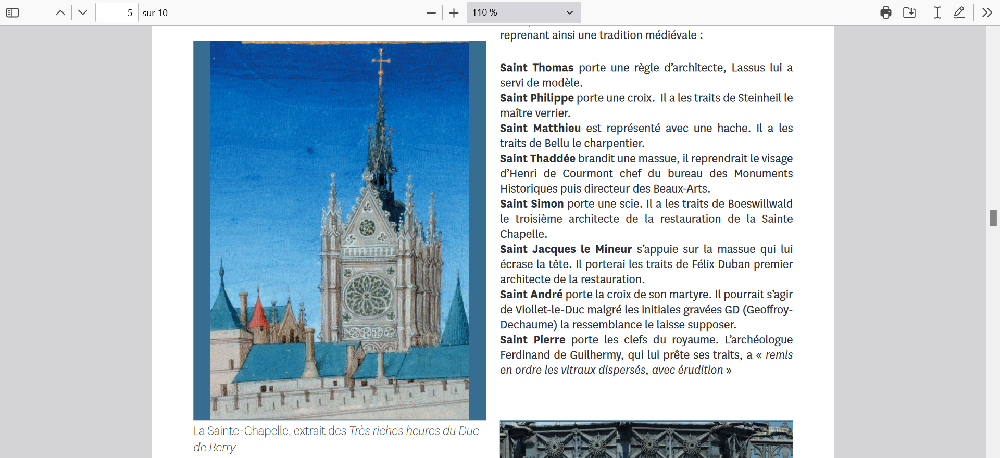 5 sur 10
110 %
reprenant ainsi une tradition médiévale :
Saint Thomas porte une règle d’architecte, Lassus lui a
servi de modèle.
Saint Philippe porte une croix.  Il a les traits de Steinheil le
maître verrier.
Saint Matthieu est représenté avec une hache. Il a les
traits de Bellu le charpentier.
Saint Thaddée brandit une massue, il reprendrait le visage
d’Henri de Courmont chef du bureau des Monuments
Historiques puis directeur des Beaux-Arts.
Saint Simon porte une scie. Il a les traits de Boeswillwald
le troisième architecte de la restauration de la Sainte
Chapelle.
Saint Jacques le Mineur s’appuie sur la massue qui lui
écrase la tête. Il porterai les traits de Félix Duban premier
architecte de la restauration.
Saint André porte la croix de son martyre. Il pourrait s’agir
de Viollet-le-Duc malgré les initiales gravées GD (Geoffroy-
Dechaume) la ressemblance le laisse supposer.
Saint Pierre porte les clefs du royaume. L’archéologue
Ferdinand de Guilhermy, qui lui prête ses traits, a « remis
en ordre les vitraux dispersés, avec érudition »
La Sainte-Chapelle, extrait des Très riches heures du Duc
de Berry